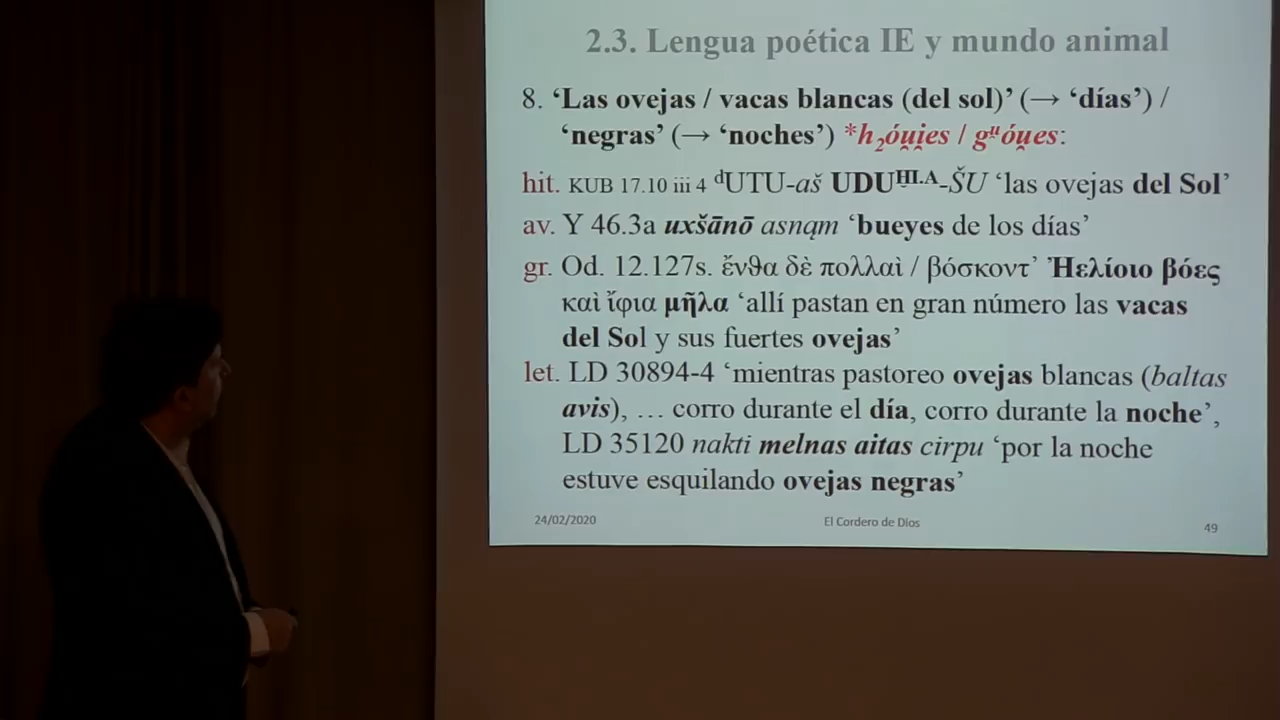 2.3. Lengua poética IE y mundo animal
8. ‘Las ovejas / vacas blancas (del sol)’ (→ ‘días’) /
‘negras’ (→ ‘noches’) *h₂óu̯i̯es / gᵘ̯óu̯es:
hit. KUB 17.10 iii 4 ᵈUTU-aš UDUḪI.A-ŠU ‘las ovejas del Sol’
av. Y 46.3a uxšānō asnąm ‘bueyes de los días’
gr. Od. 12.127s. ἔνθα δὲ πολλαὶ / βόσκοντ’ Ἠελίοιο βόες
καὶ ἴφια μῆλα ‘allí pastan en gran número las vacas
del Sol y sus fuertes ovejas’
let. LD 30894-4 ‘mientras pastoreo ovejas blancas (baltas
avis), … corro durante el día, corro durante la noche’,
LD 35120 nakti melnas aitas cirpu ‘por la noche
estuve esquilando ovejas negras’
24/02/2020
El Cordero de Dios
49